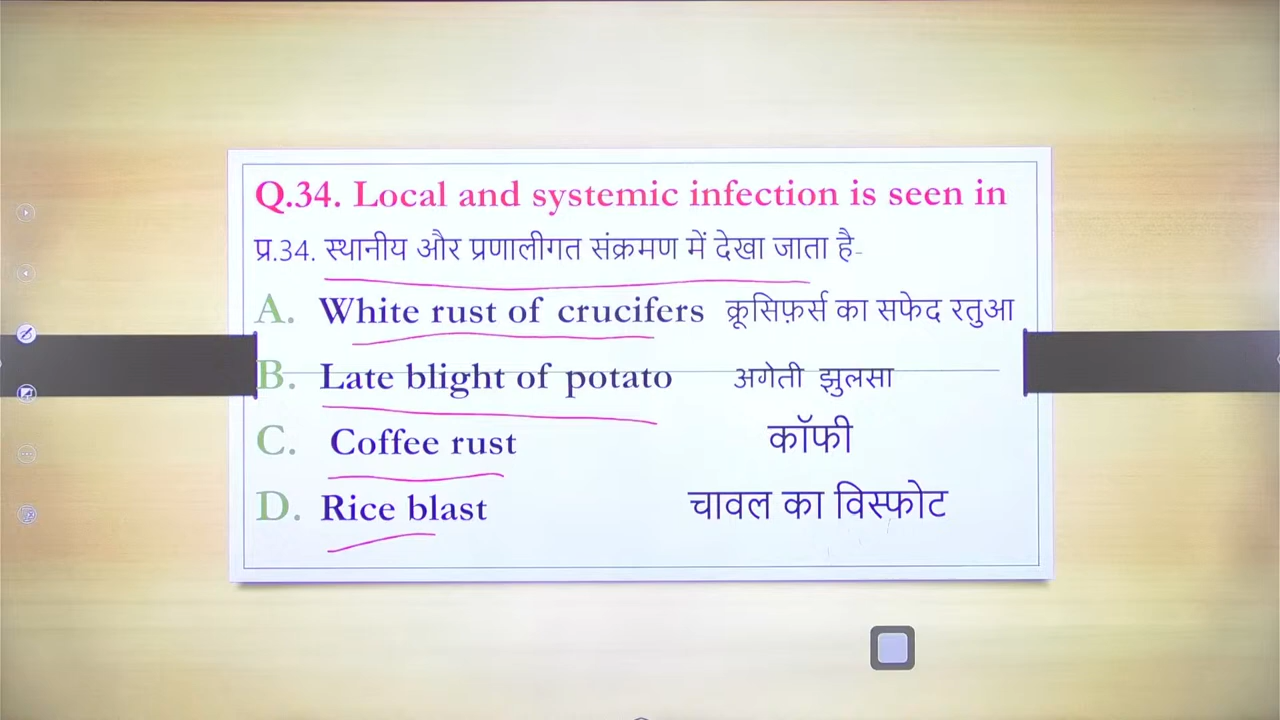 Q.34. Local and systemic infection is seen in
प्र.34. स्थानीय और प्रणालीगत संक्रमण में देखा जाता है-
A. White rust of crucifers क्रूसिफ़र्स का सफेद रतुआ
B. Late blight of potato अगेती झुलसा
C. Coffee rust कॉफी
D. Rice blast चावल का विस्फोट